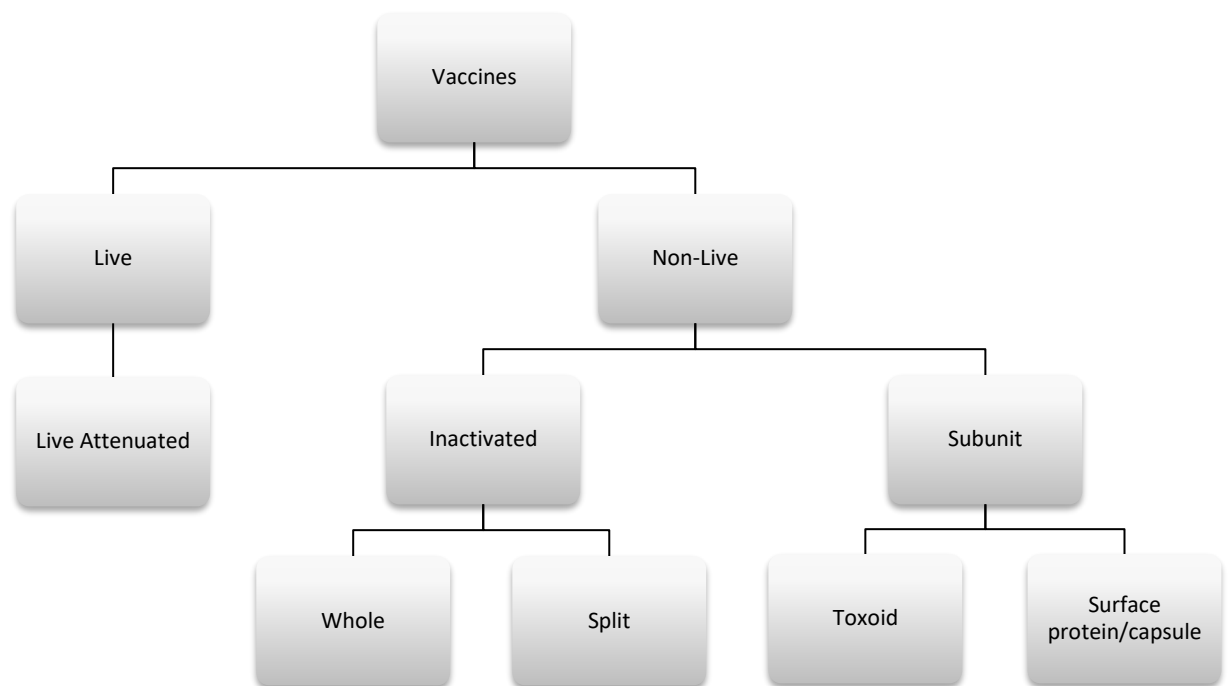 Vaccines
Live
Non-Live
Live Attenuated
Inactivated
Subunit
Whole
Split
Toxoid
Surface
protein/capsule